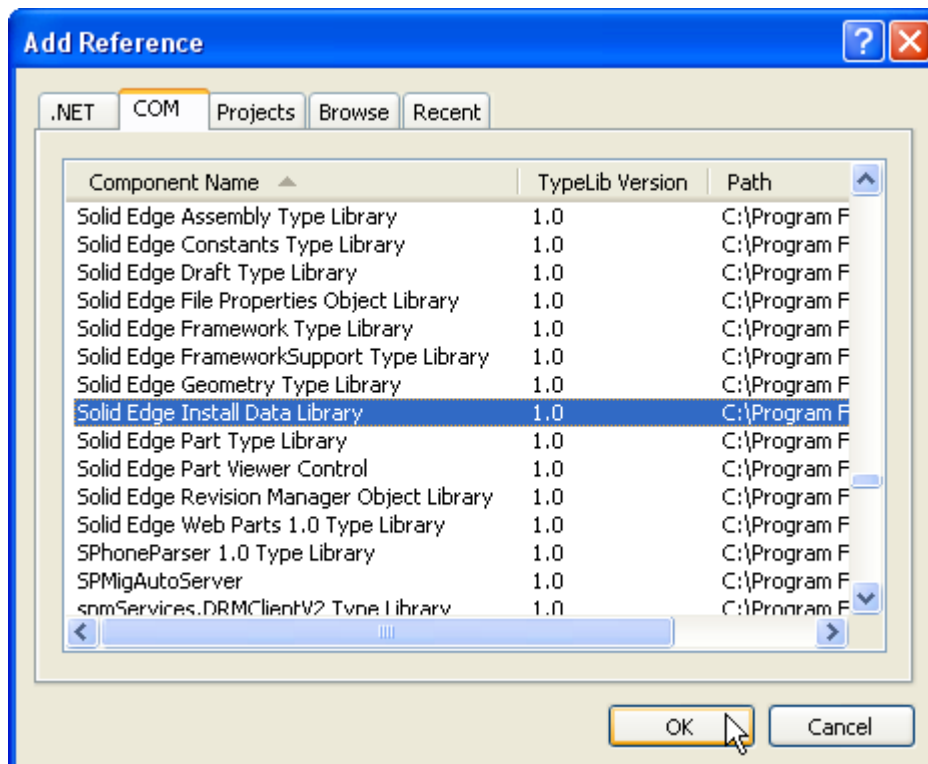 Add Reference
.NET COM Projects Browse Recent
Component Name TypeLib Version Path
Solid Edge Assembly Type Library 1.0 C:\Program F
Solid Edge Constants Type Library 1.0 C:\Program F
Solid Edge Draft Type Library 1.0 C:\Program F
Solid Edge File Properties Object Library 1.0 C:\Program F
Solid Edge Framework Type Library 1.0 C:\Program F
Solid Edge FrameworkSupport Type Library 1.0 C:\Program F
Solid Edge Geometry Type Library 1.0 C:\Program F
Solid Edge Install Data Library 1.0 C:\Program F
Solid Edge Part Type Library 1.0 C:\Program F
Solid Edge Part Viewer Control 1.0 C:\Program F
Solid Edge Revision Manager Object Library 1.0 C:\Program F
Solid Edge Web Parts 1.0 Type Library 1.0 C:\Program F
SPhoneParser 1.0 Type Library 1.0 C:\Program F
SPMigAutoServer 1.0 C:\Program F
spmServices.DRMClientV2 Type Library 1.0 C:\Program F
OK Cancel